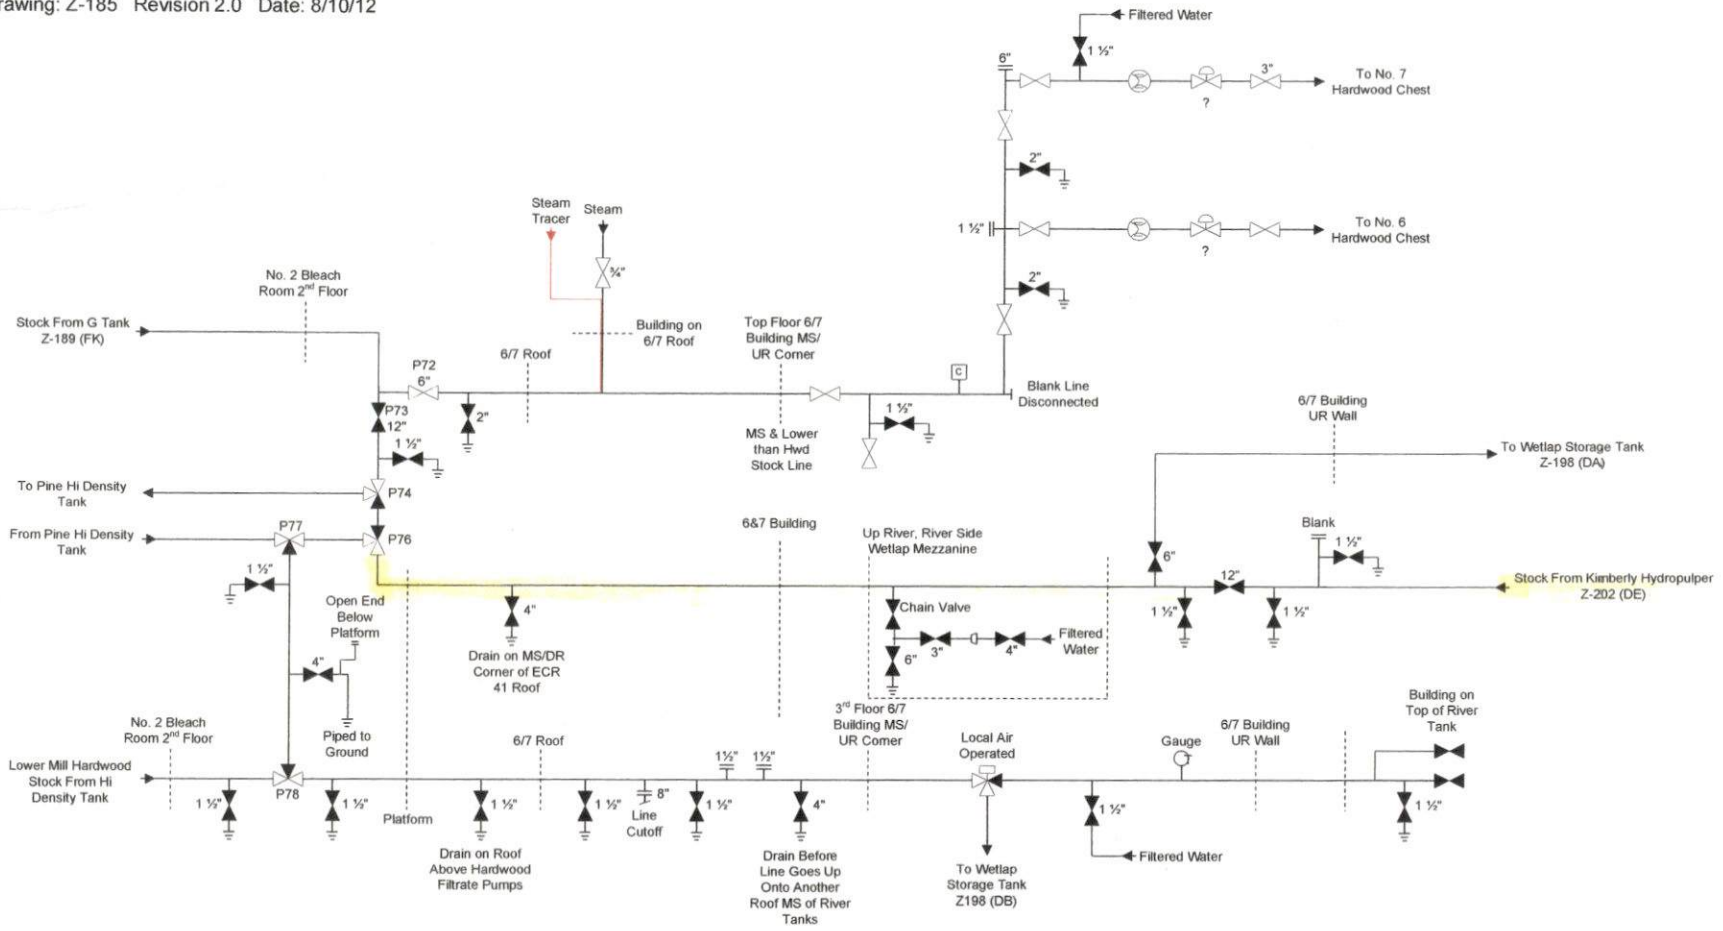 rawing: Z-185 Revision 2.0 Date: 8/10/12
Filtered Water
1 ½"
6"
3"
To No. 7
Hardwood Chest
?
2"
Steam
Tracer
Steam
¾"
1 ½"
To No. 6
Hardwood Chest
?
2"
No. 2 Bleach
Room 2nd Floor
Stock From G Tank
Z-189 (FK)
6/7 Roof
Building on
6/7 Roof
Top Floor 6/7
Building MS/
UR Corner
P72
6"
C
Blank Line
Disconnected
P73
12"
2"
1 ½"
1 ½"
MS & Lower
than Hwd
Stock Line
6/7 Building
UR Wall
To Wetlap Storage Tank
Z-198 (DA)
To Pine Hi Density
Tank
P74
From Pine Hi Density
Tank
P77
P76
6&7 Building
Up River, River Side
Wetlap Mezzanine
Blank
1 ½"
6"
12"
Stock From Kimberly Hydropulper
Z-202 (DE)
1 ½"
Open End
Below
Platform
4"
Chain Valve
1 ½"
1 ½"
Filtered
Water
3"
4"
6"
Drain on MS/DR
Corner of ECR
41 Roof
4"
Piped to
Ground
No. 2 Bleach
Room 2nd Floor
6/7 Roof
3rd Floor 6/7
Building MS/
UR Corner
Local Air
Operated
Gauge
6/7 Building
UR Wall
Building on
Top of River
Tank
Lower Mill Hardwood
Stock From Hi
Density Tank
1½"
1½"
P78
1 ½"
1 ½"
Platform
1 ½"
1 ½"
8"
Line
Cutoff
1 ½"
4"
1 ½"
1 ½"
Drain on Roof
Above Hardwood
Filtrate Pumps
Drain Before
Line Goes Up
Onto Another
Roof MS of River
Tanks
To Wetlap
Storage Tank
Z198 (DB)
Filtered Water